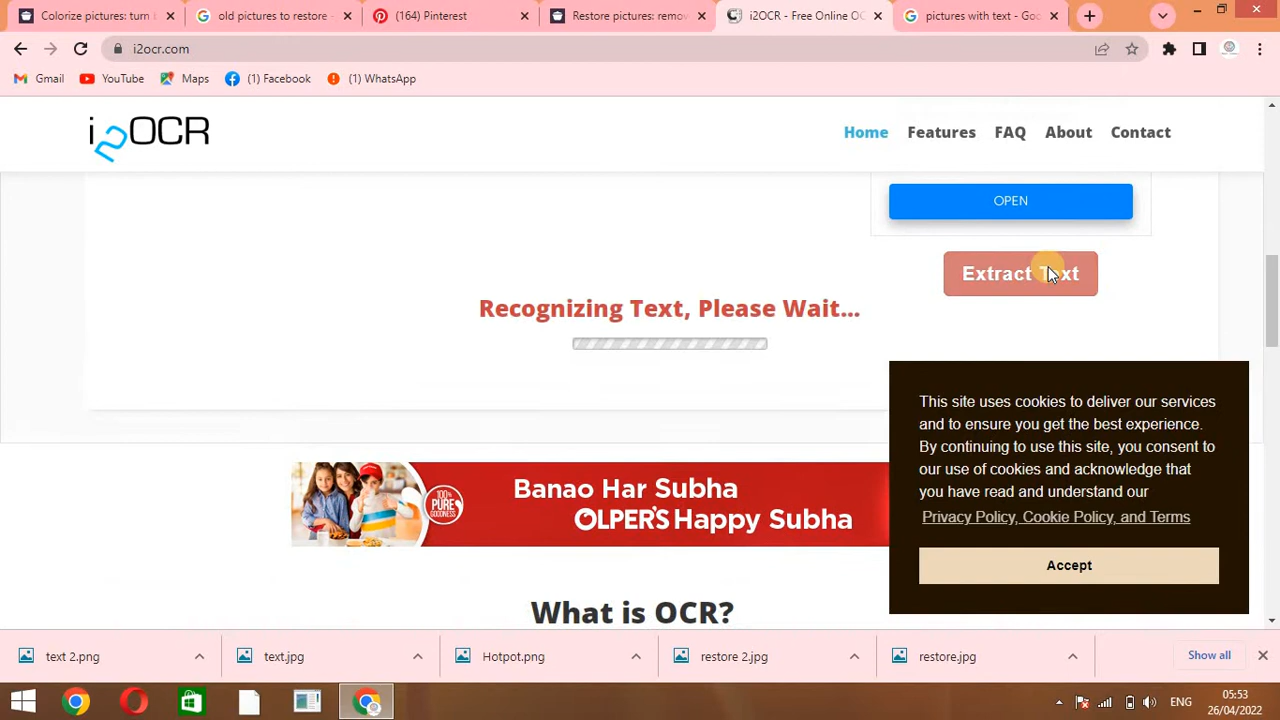 Colorize pictures: turn b
old pictures to restore -
(164) Pinterest
Restore pictures: remov
i2OCR - Free Online OC
pictures with text - Goo
i2ocr.com
Gmail
YouTube
Maps
(1) Facebook
(1) WhatsApp
i2OCR
Home
Features
FAQ
About
Contact
OPEN
Extract Text
Recognizing Text, Please Wait...
This site uses cookies to deliver our services
and to ensure you get the best experience.
By continuing to use this site, you consent to
our use of cookies and acknowledge that
you have read and understand our
Privacy Policy, Cookie Policy, and Terms
Accept
100%
PURE
GOODNESS
Banao Har Subha
OLPER'S Happy Subha
What is OCR?
text 2.png
text.jpg
Hotpot.png
restore 2.jpg
restore.jpg
Show all
ENG
05:53
26/04/2022